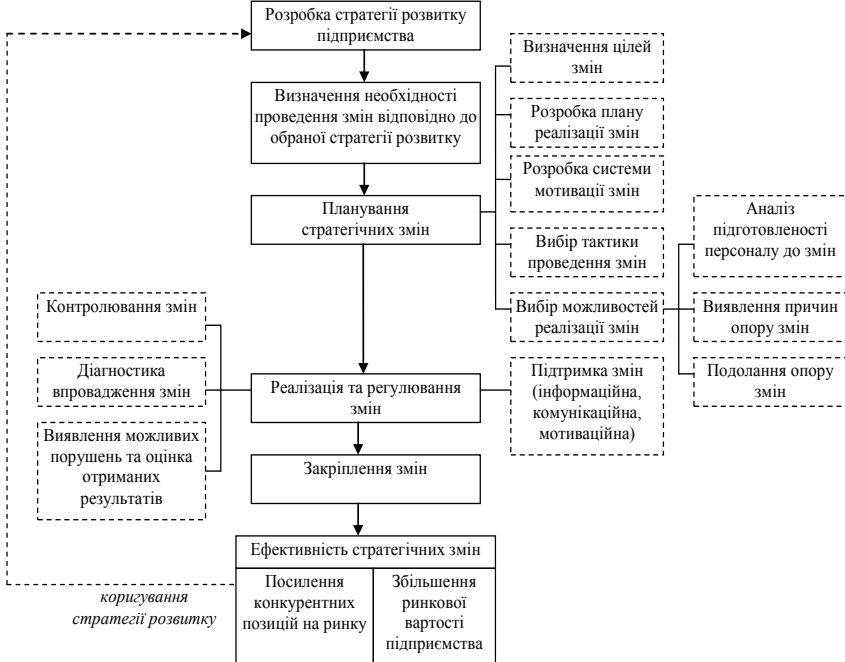 Розробка стратегії розвитку
підприємства
Визначення необхідності
проведення змін відповідно до
обраної стратегії розвитку
Планування
стратегічних змін
Визначення цілей
змін
Розробка плану
реалізації змін
Розробка системи
мотивації змін
Вибір тактики
проведення змін
Вибір можливостей
реалізації змін
Аналіз
підготовленості
персоналу до змін
Виявлення причин
опору змін
Подолання опору
змін
Контролювання змін
Діагностика
впровадження змін
Виявлення можливих
порушень та оцінка
отриманих
результатів
Реалізація та регулювання
змін
Підтримка змін
(інформаційна,
комунікаційна,
мотиваційна)
Закріплення змін
Ефективність стратегічних змін
Посилення
конкурентних
позицій на ринку
Збільшення
ринкової
вартості
підприємства
коригування
стратегії розвитку